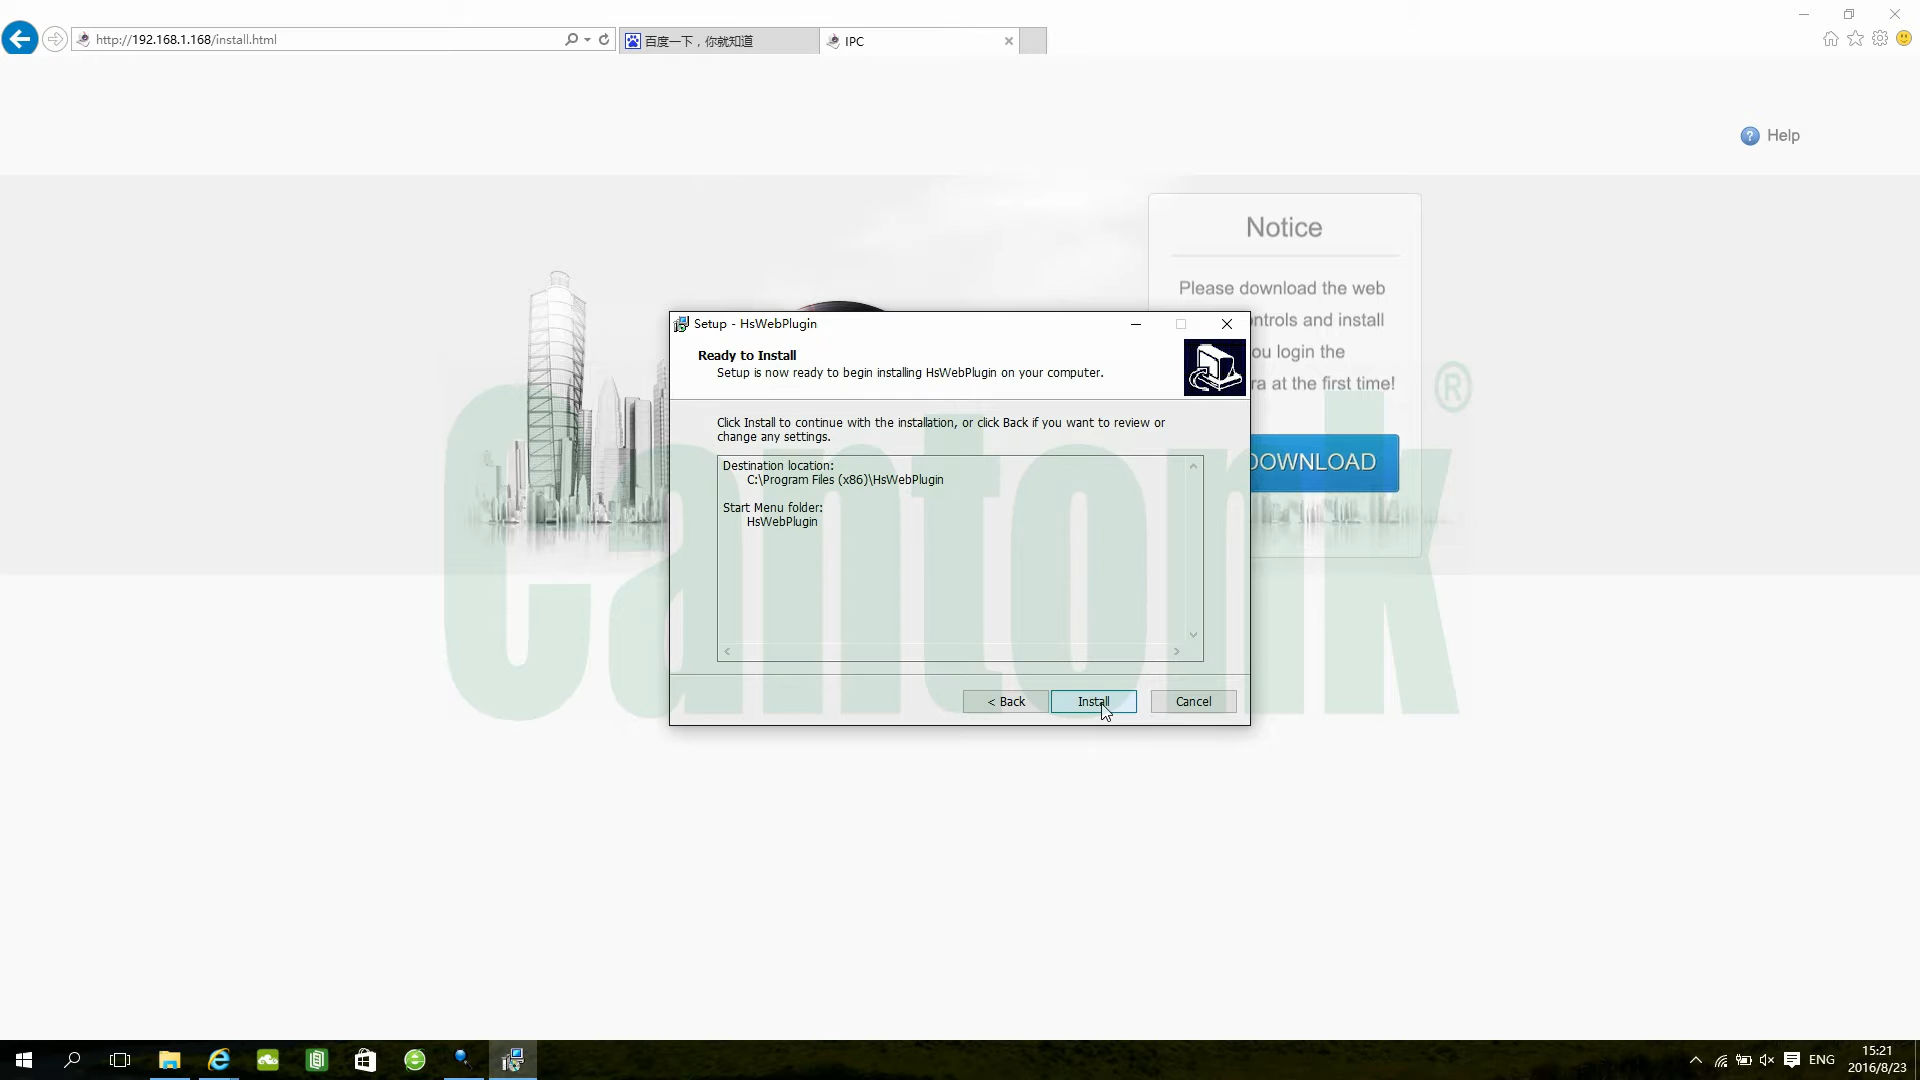 http://192.168.1.168/install.html
百度一下，你就知道
IPC
Help
Notice
Please download the web
ntrols and install
ou login the
ra at the first time!
DOWNLOAD
Setup - HsWebPlugin
Ready to Install
Setup is now ready to begin installing HsWebPlugin on your computer.
Click Install to continue with the installation, or click Back if you want to review or
change any settings.
Destination location:
C:\Program Files (x86)\HsWebPlugin
Start Menu folder:
HsWebPlugin
< Back
Install
Cancel
Cantonk®
ENG
15:21
2016/8/23